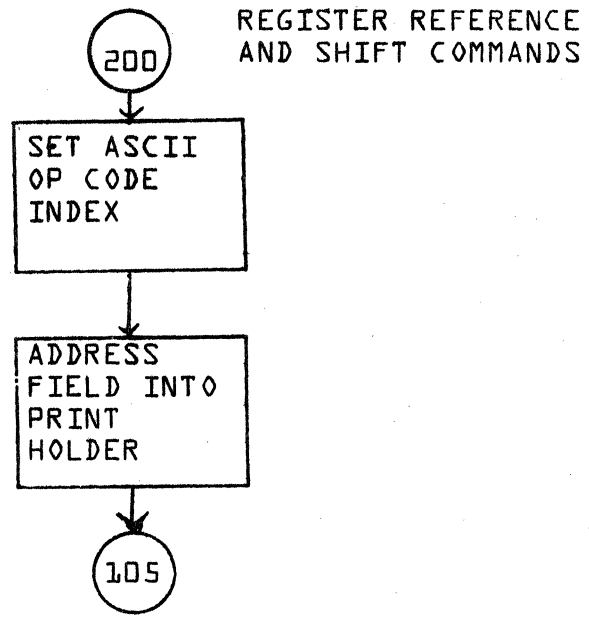 REGISTER REFERENCE
AND SHIFT COMMANDS
200
SET ASCII
OP CODE
INDEX
ADDRESS
FIELD INTO
PRINT
HOLDER
105